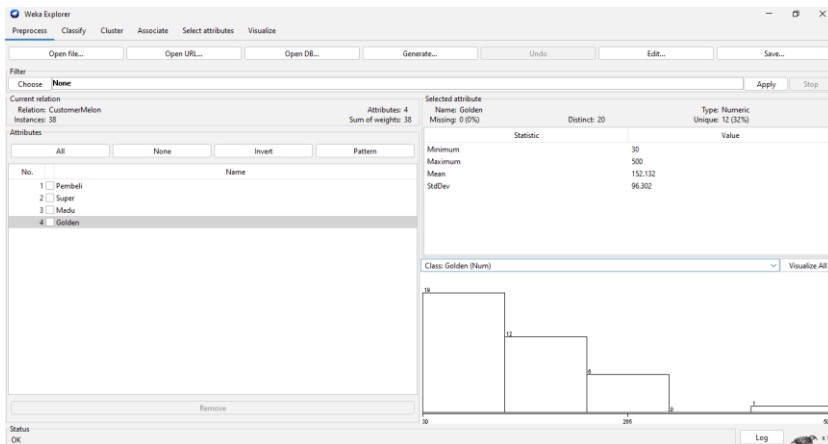 Weka Explorer
Preprocess Classify Cluster Associate Select attributes Visualize
Open file... Open URL... Open DB... Generate... Undo Edit... Save...
Filter
Choose None Apply Stop
Current relation
Relation: CustomerMelon Attributes: 4
Instances: 38 Sum of weights: 38
Attributes
All None Invert Pattern
No. Name
1 Pembeli
2 Super
3 Madu
4 Golden
Remove
Selected attribute
Name: Golden Type: Numeric
Missing: 0 (0%) Distinct: 20 Unique: 12 (32%)
Statistic Value
Minimum 30
Maximum 500
Mean 152.132
StdDev 96.302
Class: Golden (Num) Visualize All
19
12
6
0
1
30 265
Status
OK Log